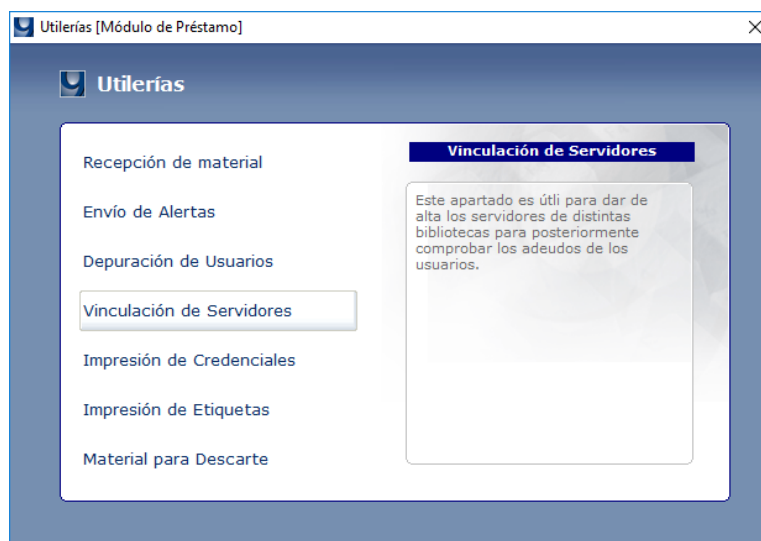 Utilerías [Módulo de Préstamo]
Utilerías
Recepción de material
Envío de Alertas
Depuración de Usuarios
Vinculación de Servidores
Impresión de Credenciales
Impresión de Etiquetas
Material para Descarte
Vinculación de Servidores
Este apartado es útli para dar de
alta los servidores de distintas
bibliotecas para posteriormente
comprobar los adeudos de los
usuarios.